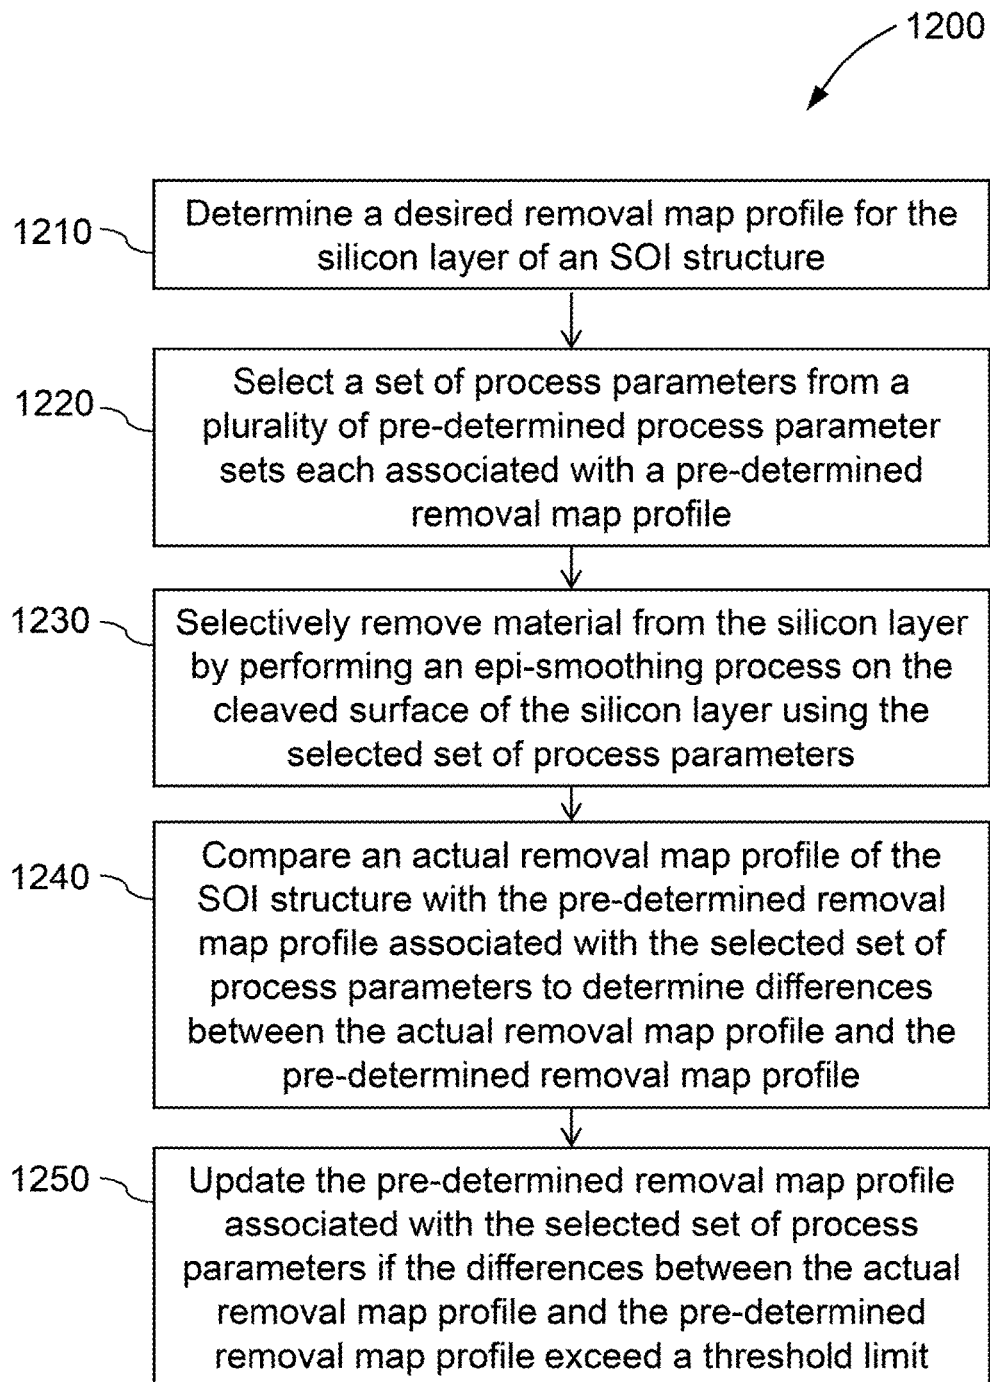 1200
1210
Determine a desired removal map profile for the
silicon layer of an SOI structure
1220
Select a set of process parameters from a
plurality of pre-determined process parameter
sets each associated with a pre-determined
removal map profile
1230
Selectively remove material from the silicon layer
by performing an epi-smoothing process on the
cleaved surface of the silicon layer using the
selected set of process parameters
1240
Compare an actual removal map profile of the
SOI structure with the pre-determined removal
map profile associated with the selected set of
process parameters to determine differences
between the actual removal map profile and the
pre-determined removal map profile
1250
Update the pre-determined removal map profile
associated with the selected set of process
parameters if the differences between the actual
removal map profile and the pre-determined
removal map profile exceed a threshold limit